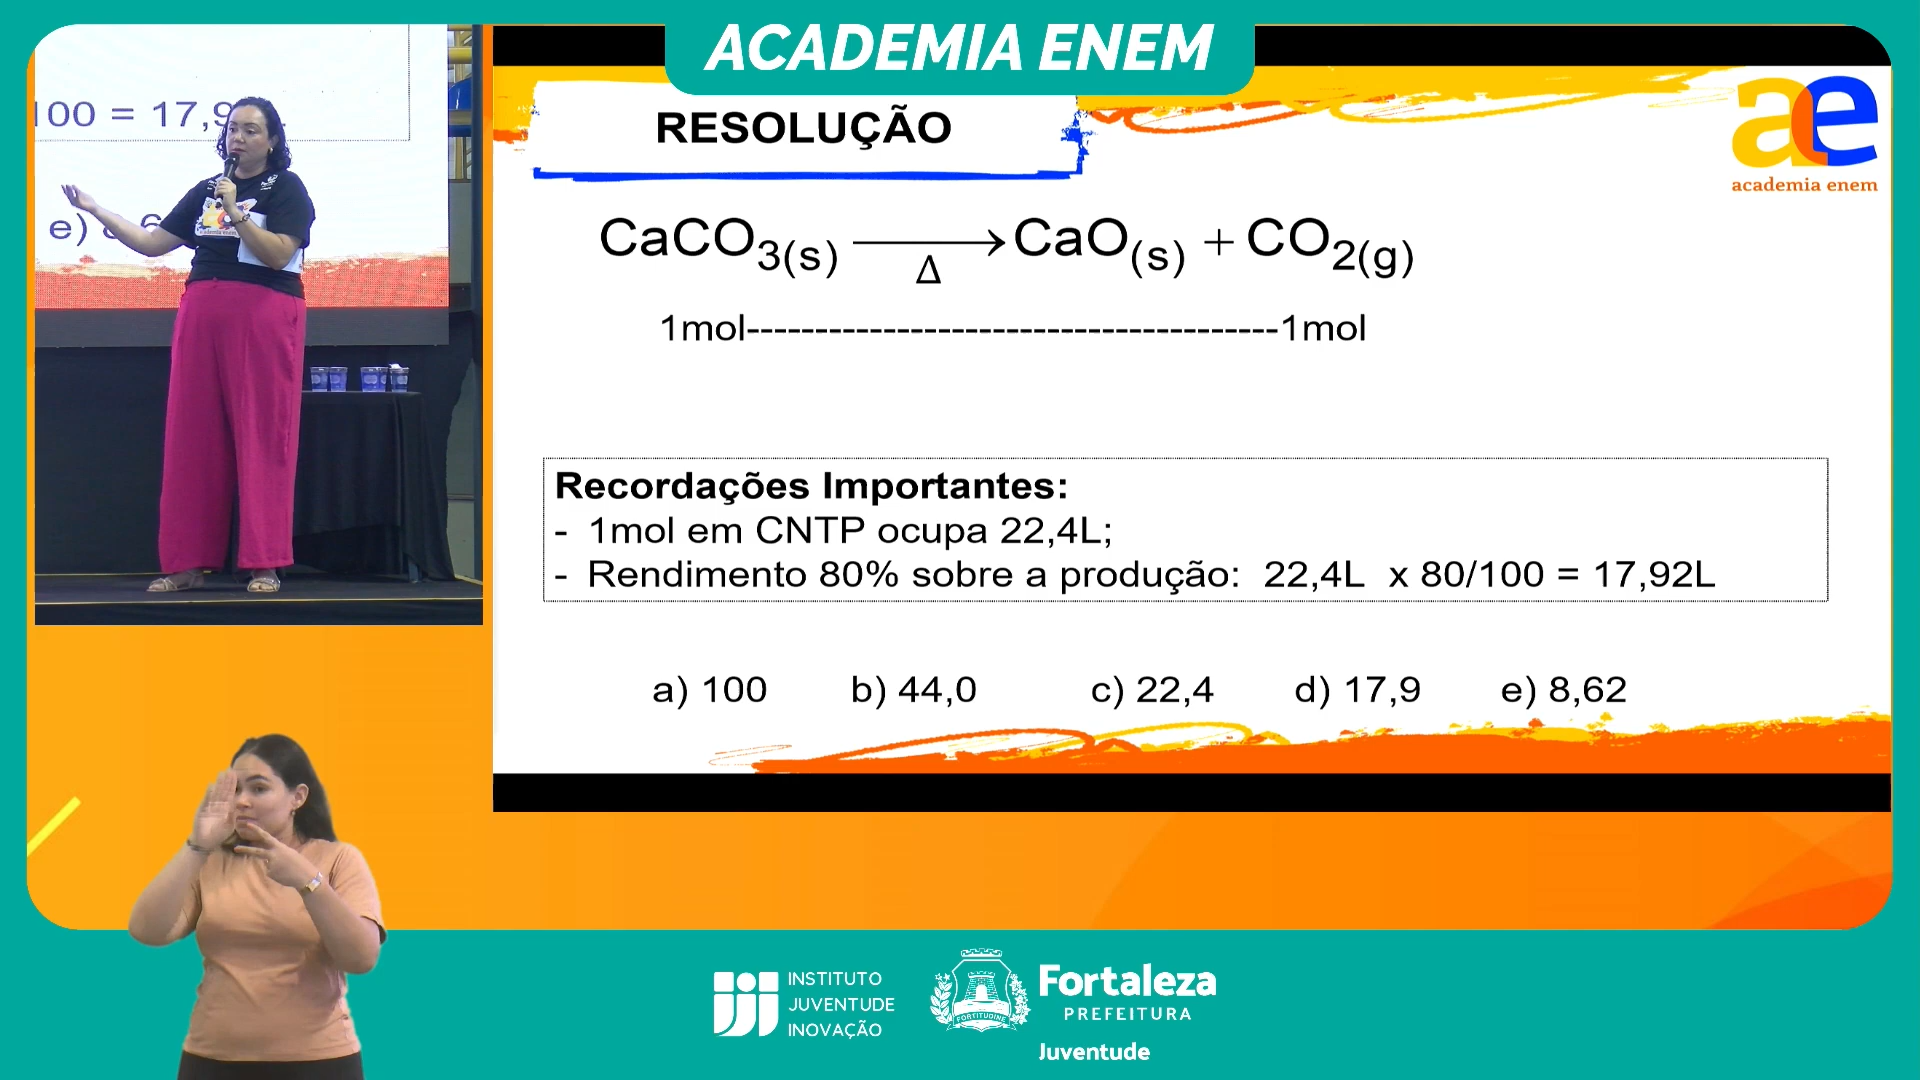 ACADEMIA ENEM
100 = 17,9
e)
RESOLUÇÃO
ae
academia enem
CaCO3(s) ⟶ CaO(s) + CO2(g)
Δ
1mol---------------------------------------1mol
Recordações Importantes:
- 1mol em CNTP ocupa 22,4L;
- Rendimento 80% sobre a produção: 22,4L x 80/100 = 17,92L
a) 100 b) 44,0 c) 22,4 d) 17,9 e) 8,62
INSTITUTO
JUVENTUDE
INOVAÇÃO
FORTITUDINE
Fortaleza
PREFEITURA
Juventude